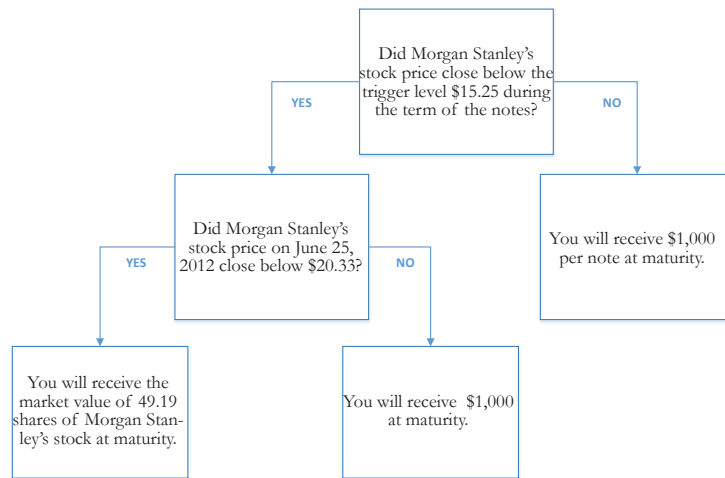 Did Morgan Stanley's
stock price close below the
trigger level $15.25 during
the term of the notes?
YES
NO
Did Morgan Stanley's
stock price on June 25,
2012 close below $20.33?
You will receive $1,000
per note at maturity.
YES
NO
You will receive the
market value of 49.19
shares of Morgan Stan-
ley's stock at maturity.
You will receive $1,000
at maturity.